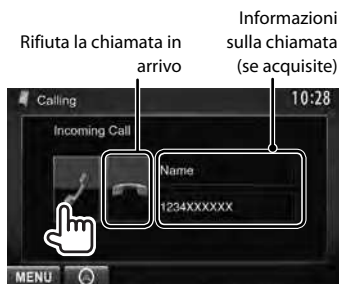 Informazioni
sulla chiamata
(se acquisite)
Rifiuta la chiamata in
arrivo
Calling
10:28
Incoming Call
Name
1234XXXXXX
MENU